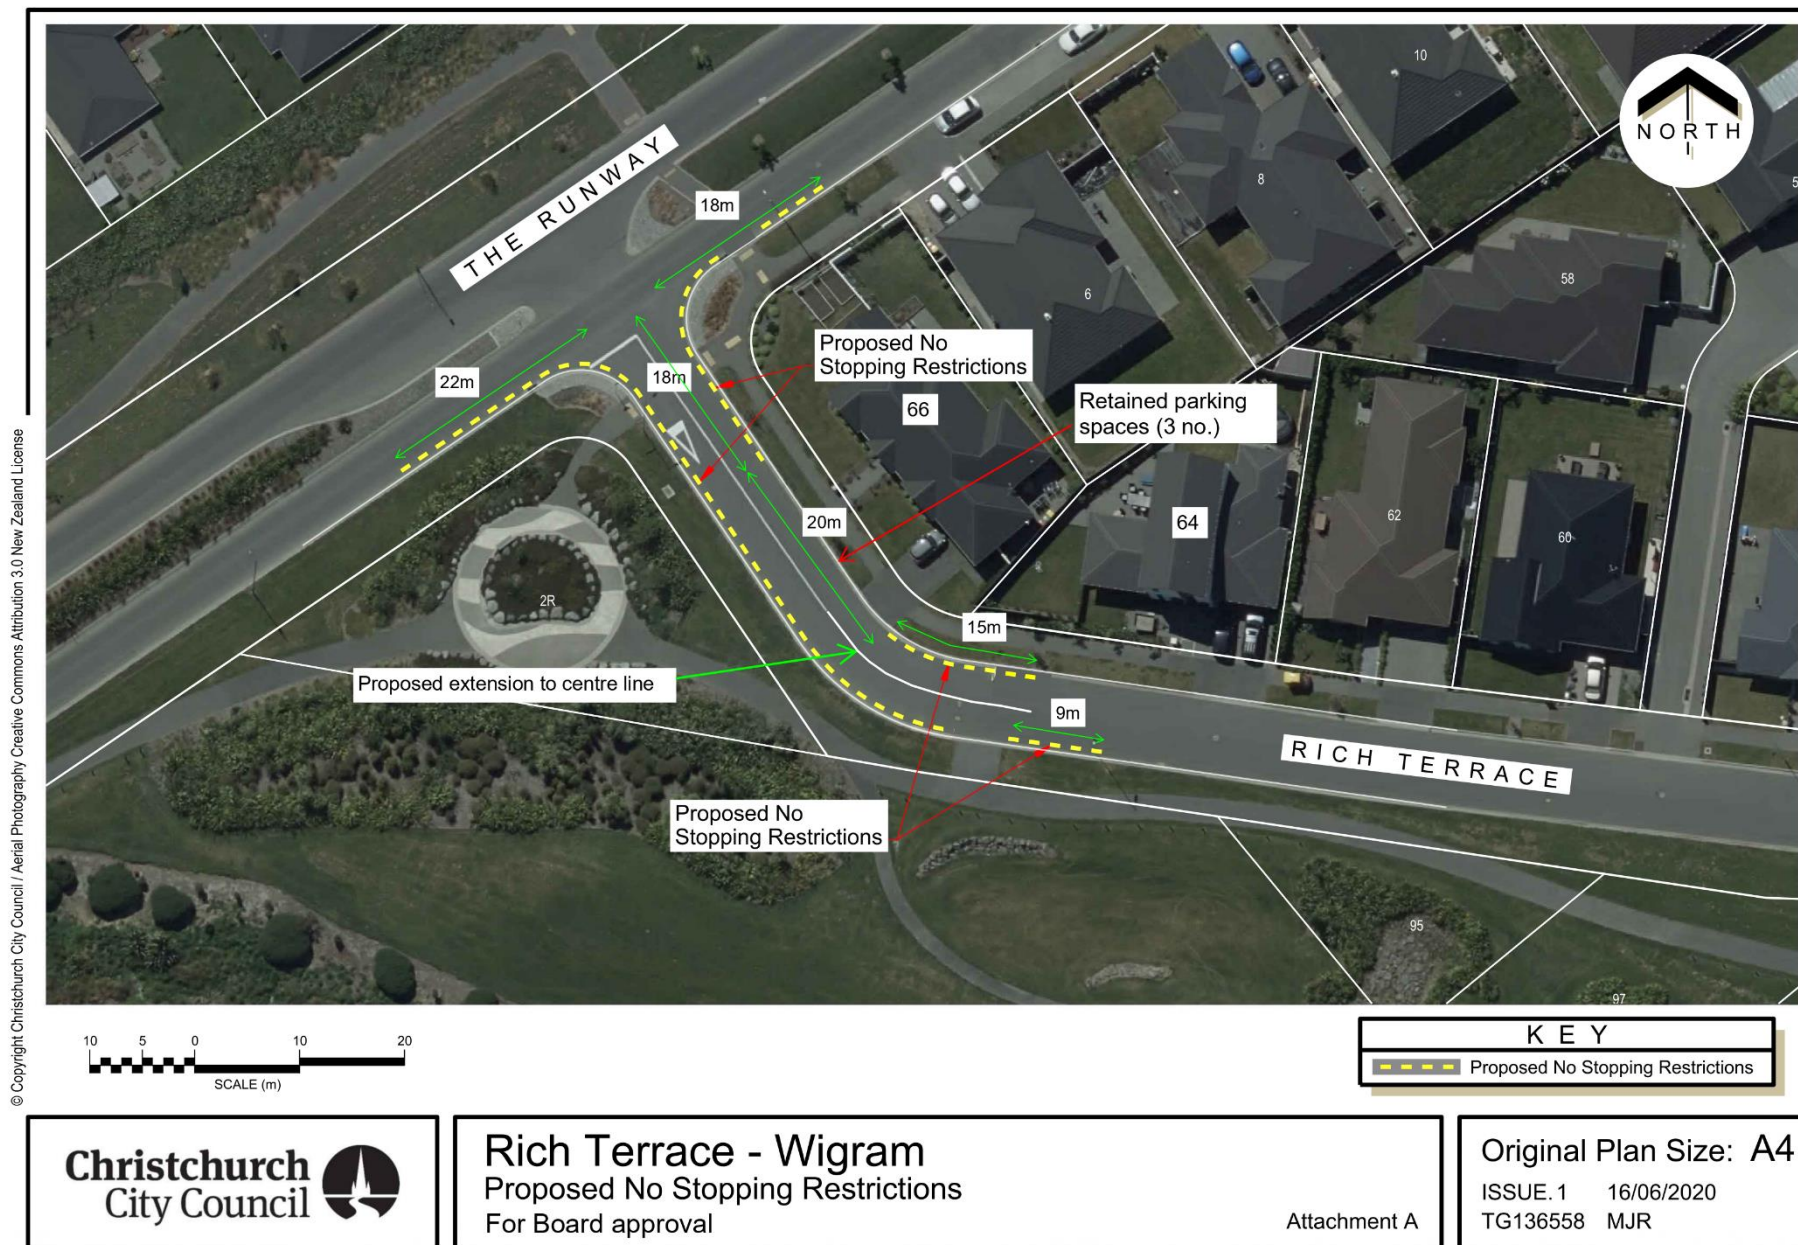 © Copyright Christchurch City Council / Aerial Photography Creative Commons Attribution 3.0 New Zealand License
NORTH
10
8
5
58
6
THE RUNWAY
18m
22m
18m
Proposed No
Stopping Restrictions
66
Retained parking
spaces (3 no.)
20m
64
62
60
2R
15m
Proposed extension to centre line
9m
RICH TERRACE
Proposed No
Stopping Restrictions
95
97
10 5 0 10 20
SCALE (m)
KEY
Proposed No Stopping Restrictions
Christchurch
City Council
Rich Terrace - Wigram
Proposed No Stopping Restrictions
For Board approval
Attachment A
Original Plan Size: A4
ISSUE.1 16/06/2020
TG136558 MJR